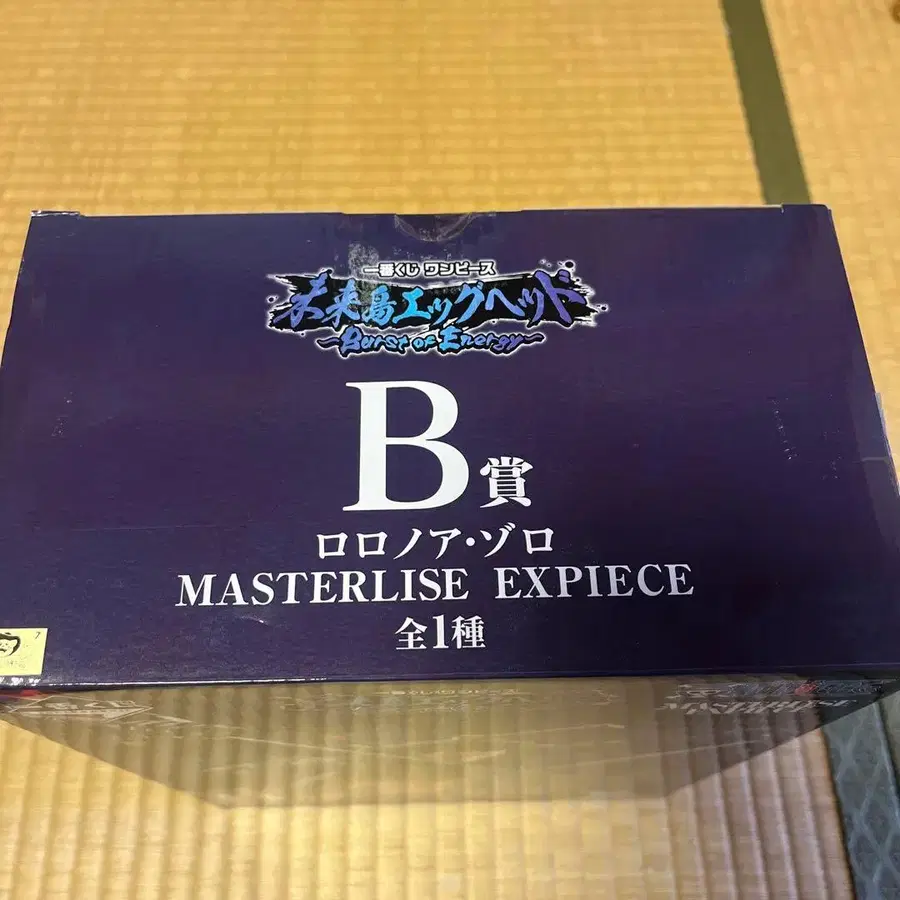 一番くじ ワンピース
未来島エッグヘッド
~Burst of Energy~
B賞
ロロノア・ゾロ
MASTERLISE EXPIECE
全1種
7